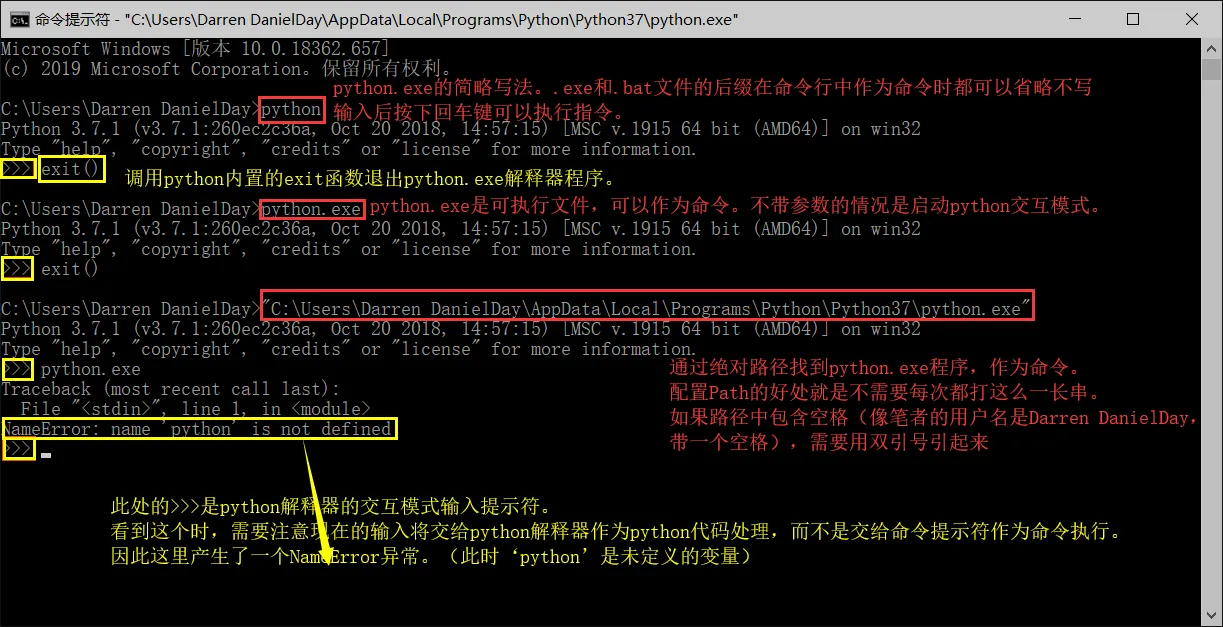 命令提示符 - "C:\Users\Darren DanielDay\AppData\Local\Programs\Python\Python37\python.exe"
Microsoft Windows [版本 10.0.18362.657]
(c) 2019 Microsoft Corporation。保留所有权利。
python.exe的简略写法。.exe和.bat文件的后缀在命令行中作为命令时都可以省略不写
C:\Users\Darren DanielDay>python
输入后按下回车键可以执行指令。
Python 3.7.1 (v3.7.1:260ec2c36a, Oct 20 2018, 14:57:15) [MSC v.1915 64 bit (AMD64)] on win32
Type "help", "copyright", "credits" or "license" for more information.
>>> exit()
调用python内置的exit函数退出python.exe解释器程序。
C:\Users\Darren DanielDay>python.exe
python.exe是可执行文件，可以作为命令。不带参数的情况是启动python交互模式。
Python 3.7.1 (v3.7.1:260ec2c36a, Oct 20 2018, 14:57:15) [MSC v.1915 64 bit (AMD64)] on win32
Type "help", "copyright", "credits" or "license" for more information.
>>> exit()
C:\Users\Darren DanielDay>"C:\Users\Darren DanielDay\AppData\Local\Programs\Python\Python37\python.exe"
Python 3.7.1 (v3.7.1:260ec2c36a, Oct 20 2018, 14:57:15) [MSC v.1915 64 bit (AMD64)] on win32
Type "help", "copyright", "credits" or "license" for more information.
>>> python.exe
Traceback (most recent call last):
File "<stdin>", line 1, in <module>
NameError: name 'python' is not defined
>>>
通过绝对路径找到python.exe程序，作为命令。
配置Path的好处就是不需要每次都打这么一长串。
如果路径中包含空格（像笔者的用户名是Darren DanielDay，
带一个空格），需要用双引号引起来
此处的>>>是python解释器的交互模式输入提示符。
看到这个时，需要注意现在的输入将交给python解释器作为python代码处理，而不是交给命令提示符作为命令执行。
因此这里产生了一个NameError异常。（此时‘python’是未定义的变量）